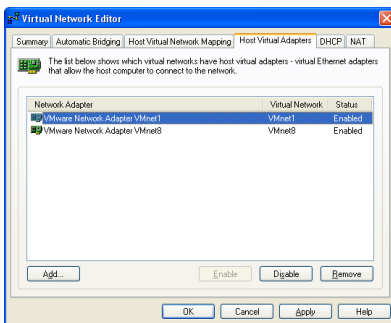 Virtual Network Editor
Summary Automatic Bridging Host Virtual Network Mapping Host Virtual Adapters DHCP NAT
The list below shows which virtual networks have host virtual adapters - virtual Ethernet adapters
that allow the host computer to connect to the network.
Network Adapter Virtual Network Status
VMware Network Adapter VMnet1 VMnet1 Enabled
VMware Network Adapter VMnet8 VMnet8 Enabled
Add... Enable Disable Remove
OK Cancel Apply Help